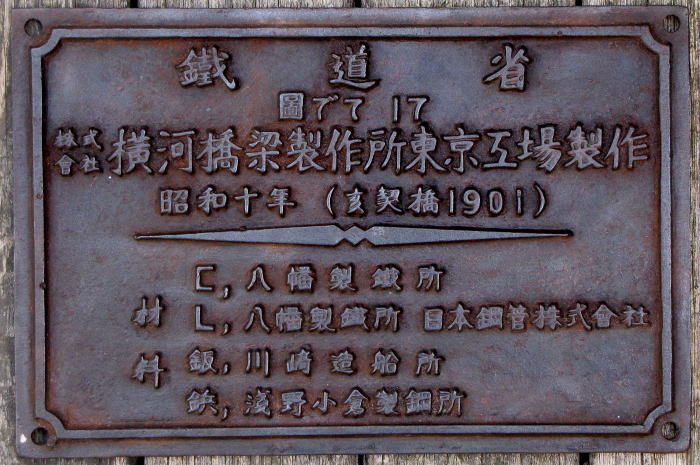 鐵道省
圖でて 17
株式會社 横河橋梁製作所東京工場製作
昭和十年 (亥契橋1901)
材料
C, 八幡製鐵所
L, 八幡製鐵所 日本鋼管株式會社
鈑, 川崎造船所
鋲, 淺野小倉製鋼所